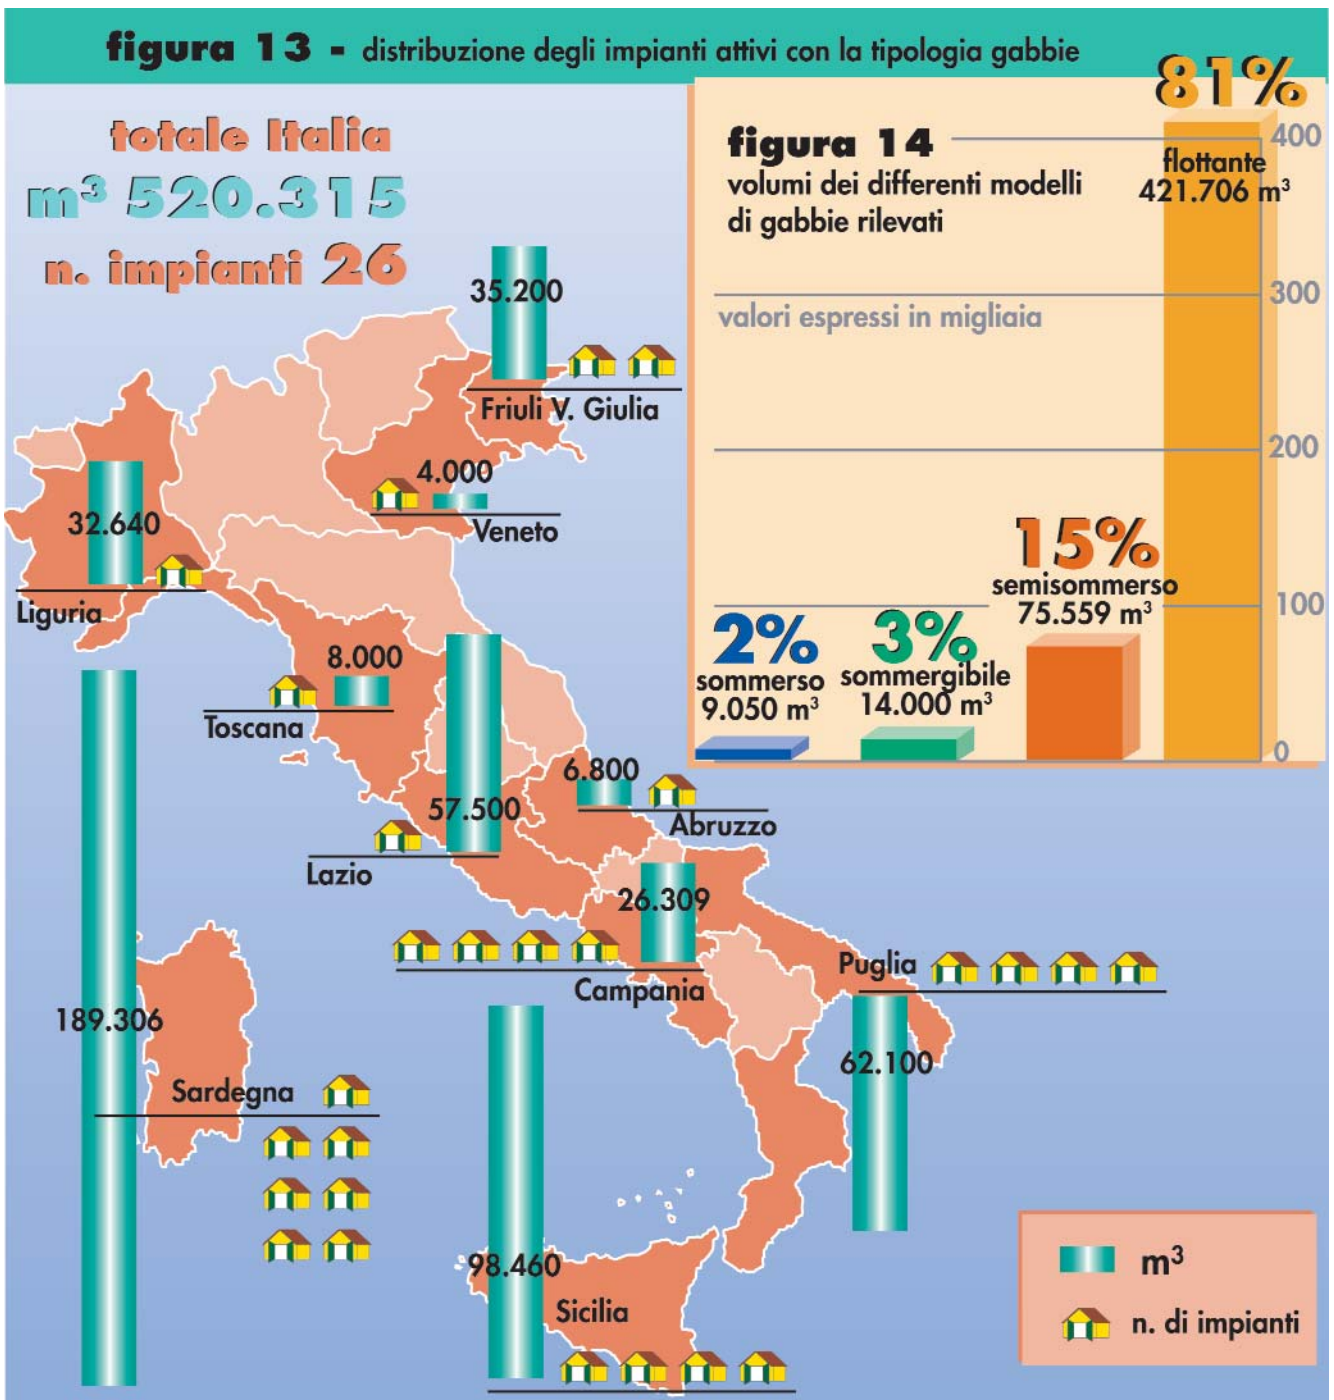 figura 13 - distribuzione degli impianti attivi con la tipologia gabbie
totale Italia
m³ 520.315
n. impianti 26
figura 14
volumi dei differenti modelli
di gabbie rilevati
valori espressi in migliaia
81%
flottante
421.706 m³
15%
semisommerso
75.559 m³
3%
sommergibile
14.000 m³
2%
sommerso
9.050 m³
400
300
200
100
0
35.200
Friuli V. Giulia
4.000
Veneto
32.640
Liguria
8.000
Toscana
57.500
Lazio
6.800
Abruzzo
26.309
Campania
Puglia
62.100
189.306
Sardegna
98.460
Sicilia
m³
n. di impianti